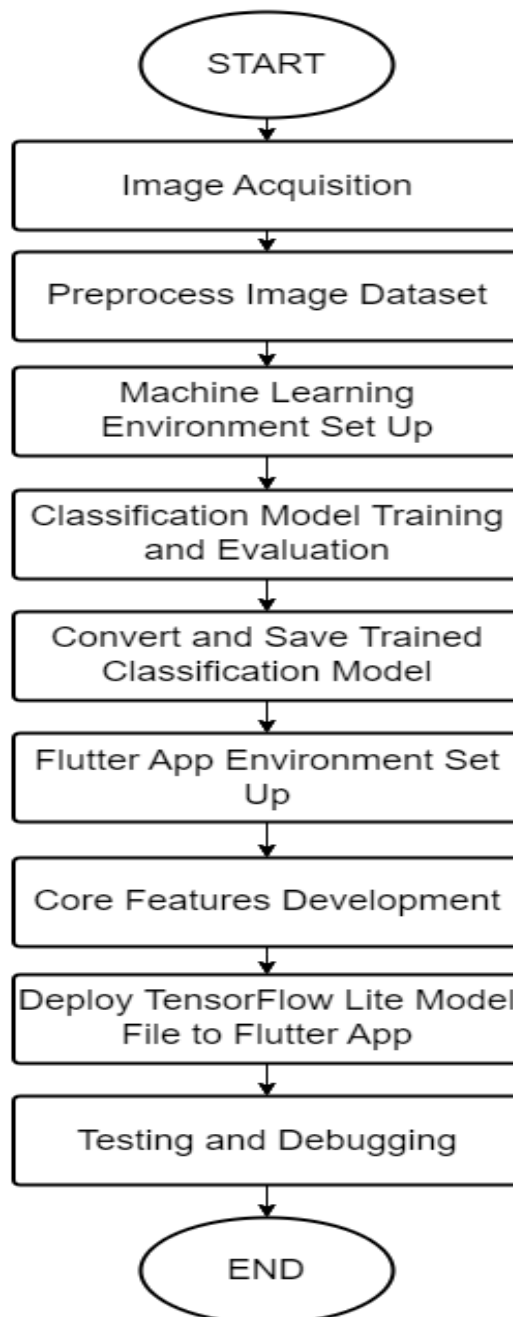 START
Image Acquisition
Preprocess Image Dataset
Machine Learning
Environment Set Up
Classification Model Training
and Evaluation
Convert and Save Trained
Classification Model
Flutter App Environment Set
Up
Core Features Development
Deploy TensorFlow Lite Model
File to Flutter App
Testing and Debugging
END